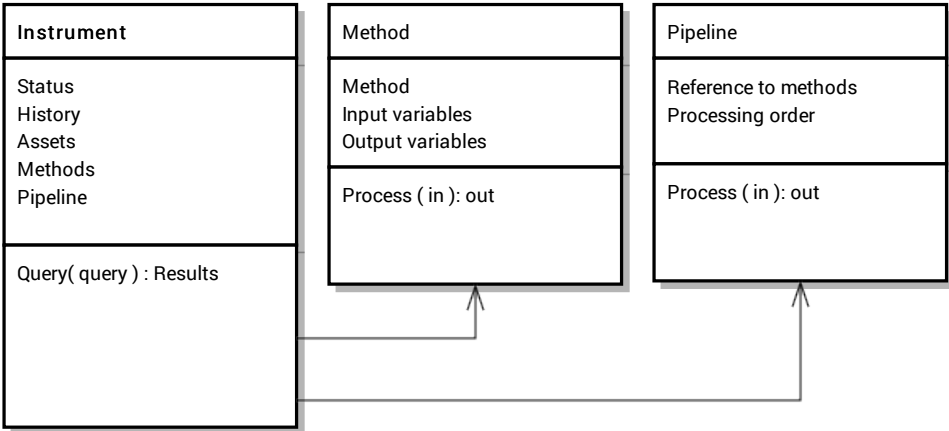 Instrument
Status
History
Assets
Methods
Pipeline
Query( query ) : Results
Method
Method
Input variables
Output variables
Process ( in ): out
Pipeline
Reference to methods
Processing order
Process ( in ): out